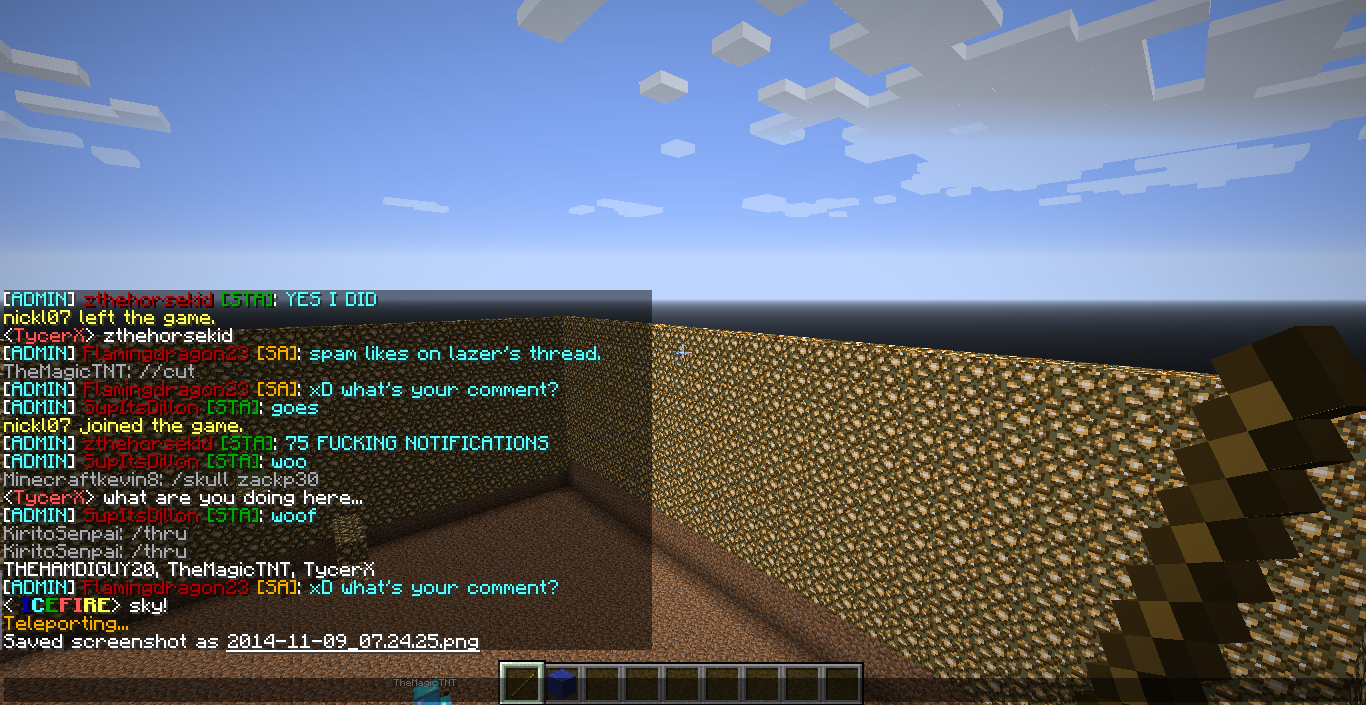 [ADMIN] zthehorsekid [STA]: YES I DID
nickl07 left the game.
<TycerX> zthehorsekid
[ADMIN] Flamingdragon23 [SA]: spam likes on lazer's thread.
TheMagicTNT: //cut
[ADMIN] Flamingdragon23 [SA]: xD what's your comment?
[ADMIN] SupItsDillon [STA]: goes
nickl07 joined the game.
[ADMIN] zthehorsekid [STA]: 75 FUCKING NOTIFICATIONS
[ADMIN] SupItsDillon [STA]: woo
Minecraftkevin8: /skull zackp30
<TycerX> what are you doing here...
[ADMIN] SupItsDillon [STA]: woof
KiritoSenpai: /thru
KiritoSenpai: /thru
THEHAMDIGUY20, TheMagicTNT, TycerX
[ADMIN] Flamingdragon23 [SA]: xD what's your comment?
< ICEFIRE> sky!
Teleporting...
Saved screenshot as 2014-11-09_07.24.25.png
TheMagicTNT